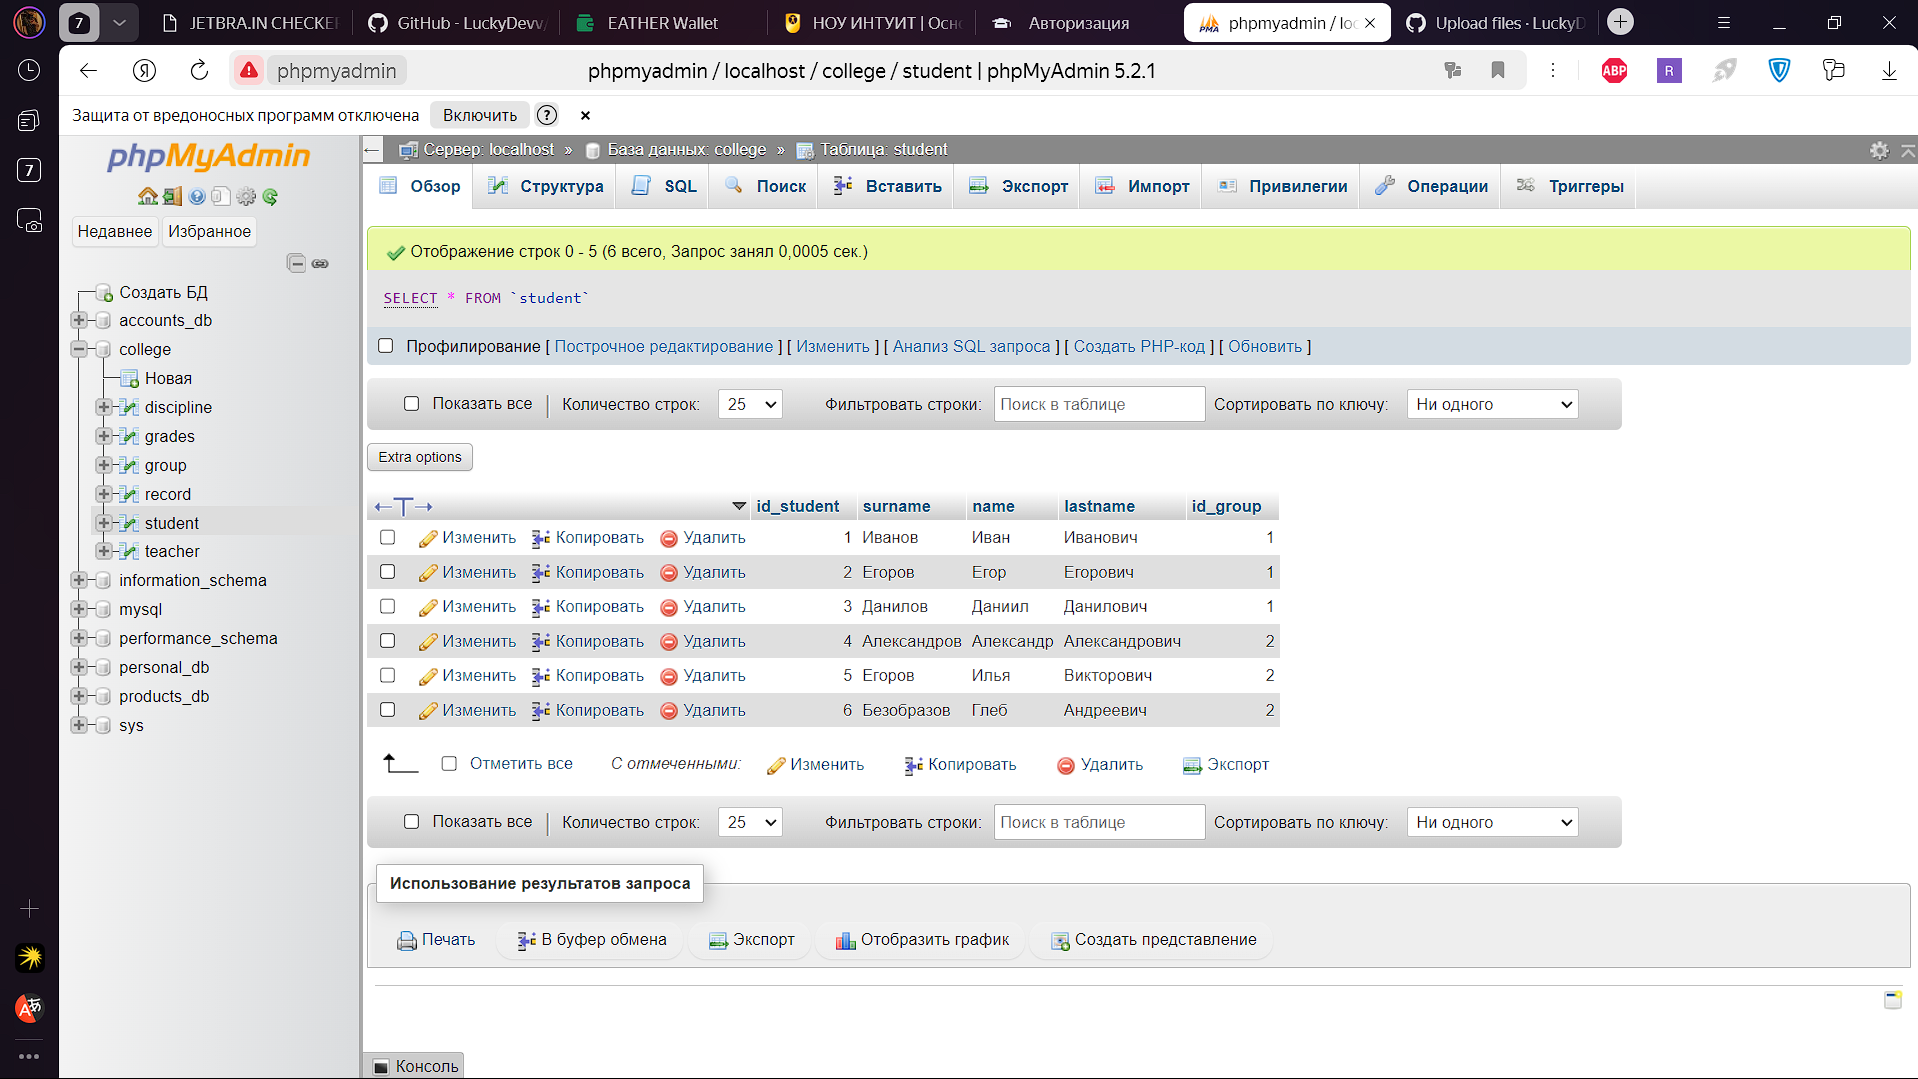 7 JETBRA.IN CHECKER GitHub - LuckyDevv/ EATHER Wallet НОУ ИНТУИТ | Осно Авторизация phpmyadmin / loc Upload files · LuckyD
phpmyadmin phpmyadmin / localhost / college / student | phpMyAdmin 5.2.1 ABP R
Защита от вредоносных программ отключена Включить ?
7
phpMyAdmin
Недавнее Избранное
Создать БД
accounts_db
college
Новая
discipline
grades
group
record
student
teacher
information_schema
mysql
performance_schema
personal_db
products_db
sys
Сервер: localhost » База данных: college » Таблица: student
Обзор Структура SQL Поиск Вставить Экспорт Импорт Привилегии Операции Триггеры
Отображение строк 0 - 5 (6 всего, Запрос занял 0,0005 сек.)
SELECT * FROM `student`
Профилирование [ Построчное редактирование ] [ Изменить ] [ Анализ SQL запроса ] [ Создать PHP-код ] [ Обновить ]
Показать все | Количество строк: 25 Фильтровать строки: Поиск в таблице Сортировать по ключу: Ни одного
Extra options
id_student surname name lastname id_group
Изменить Копировать Удалить 1 Иванов Иван Иванович 1
Изменить Копировать Удалить 2 Егоров Егор Егорович 1
Изменить Копировать Удалить 3 Данилов Даниил Данилович 1
Изменить Копировать Удалить 4 Александров Александр Александрович 2
Изменить Копировать Удалить 5 Егоров Илья Викторович 2
Изменить Копировать Удалить 6 Безобразов Глеб Андреевич 2
Отметить все С отмеченными: Изменить Копировать Удалить Экспорт
Показать все | Количество строк: 25 Фильтровать строки: Поиск в таблице Сортировать по ключу: Ни одного
Использование результатов запроса
Печать В буфер обмена Экспорт Отобразить график Создать представление
Консоль